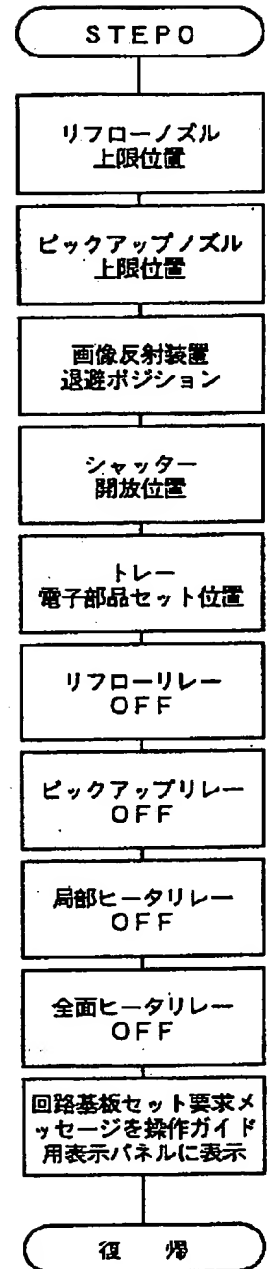 STEP0
リフローノズル
上限位置
ピックアップノズル
上限位置
画像反射装置
退避ポジション
シャッター
開放位置
トレー
電子部品セット位置
リフローリレー
OFF
ピックアップリレー
OFF
局部ヒータリレー
OFF
全面ヒータリレー
OFF
回路基板セット要求メ
ッセージを操作ガイド
用表示パネルに表示
復 帰